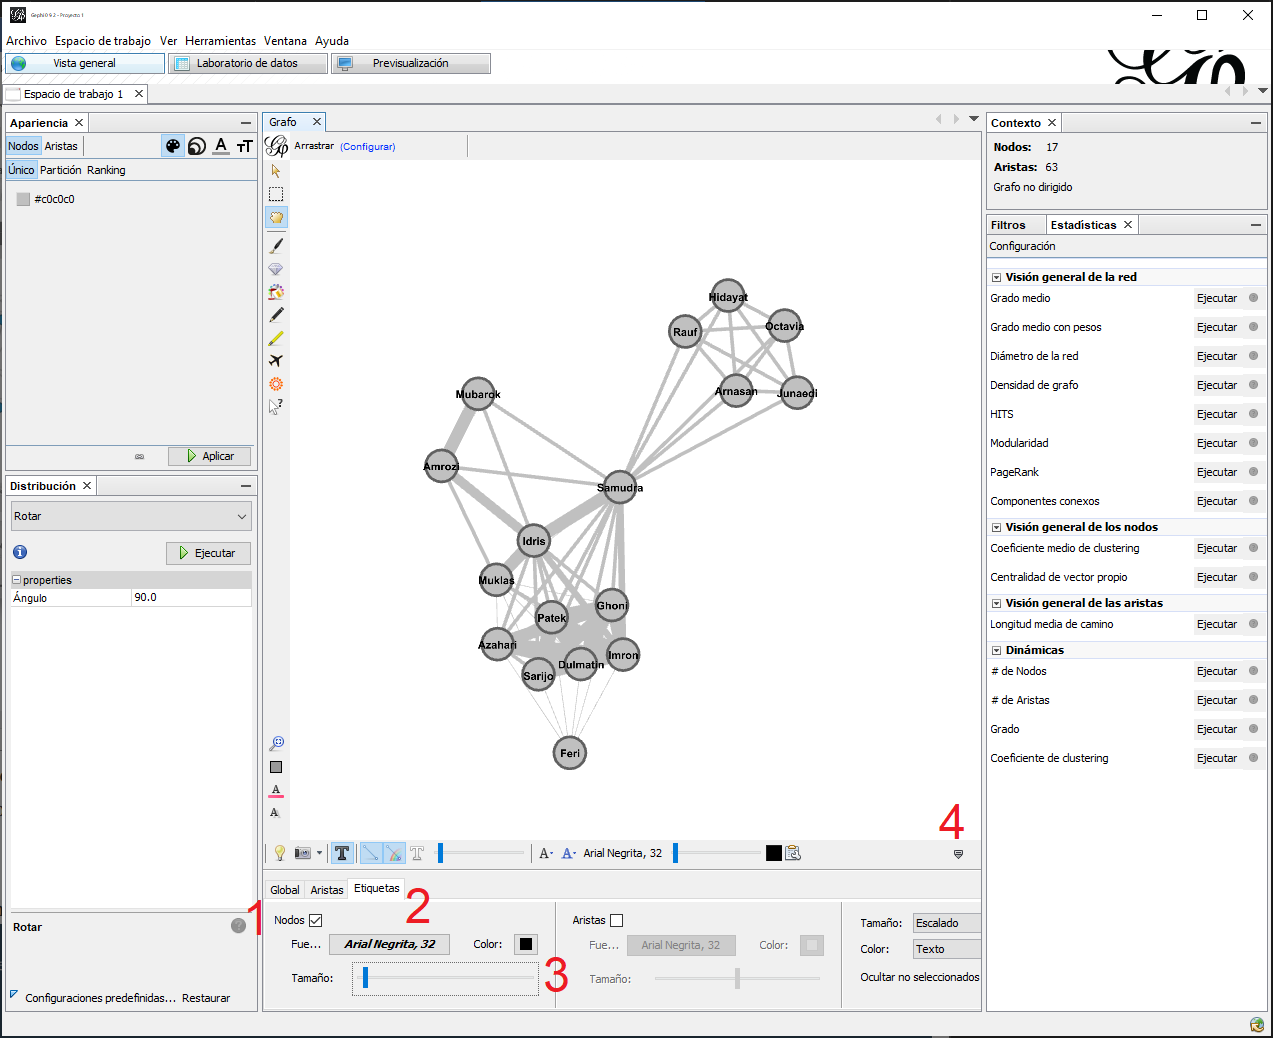 Gephi 0.9.2 - Proyecto 1
Archivo Espacio de trabajo Ver Herramientas Ventana Ayuda
Vista general Laboratorio de datos Previsualización
Espacio de trabajo 1
Apariencia
Nodos Aristas
Único Partición Ranking
#c0c0c0
Aplicar
Distribución
Rotar
Ejecutar
properties
Ángulo 90.0
Rotar
Configuraciones predefinidas... Restaurar
Grafo
Arrastrar (Configurar)
Hidayat
Rauf
Octavia
Arnasan
Junaedi
Mubarok
Amrozi
Samudra
Idris
Muklas
Ghoni
Patek
Azahari
Imron
Dulmatin
Sarijo
Feri
Arial Negrita, 32
Global Aristas Etiquetas
Nodos
Fue... Arial Negrita, 32 Color:
Tamaño:
Aristas
Fue... Arial Negrita, 32 Color:
Tamaño:
Tamaño: Escalado
Color: Texto
Ocultar no seleccionados
1
2
3
4
Contexto
Nodos: 17
Aristas: 63
Grafo no dirigido
Filtros Estadísticas
Configuración
Visión general de la red
Grado medio Ejecutar
Grado medio con pesos Ejecutar
Diámetro de la red Ejecutar
Densidad de grafo Ejecutar
HITS Ejecutar
Modularidad Ejecutar
PageRank Ejecutar
Componentes conexos Ejecutar
Visión general de los nodos
Coeficiente medio de clustering Ejecutar
Centralidad de vector propio Ejecutar
Visión general de las aristas
Longitud media de camino Ejecutar
Dinámicas
# de Nodos Ejecutar
# de Aristas Ejecutar
Grado Ejecutar
Coeficiente de clustering Ejecutar